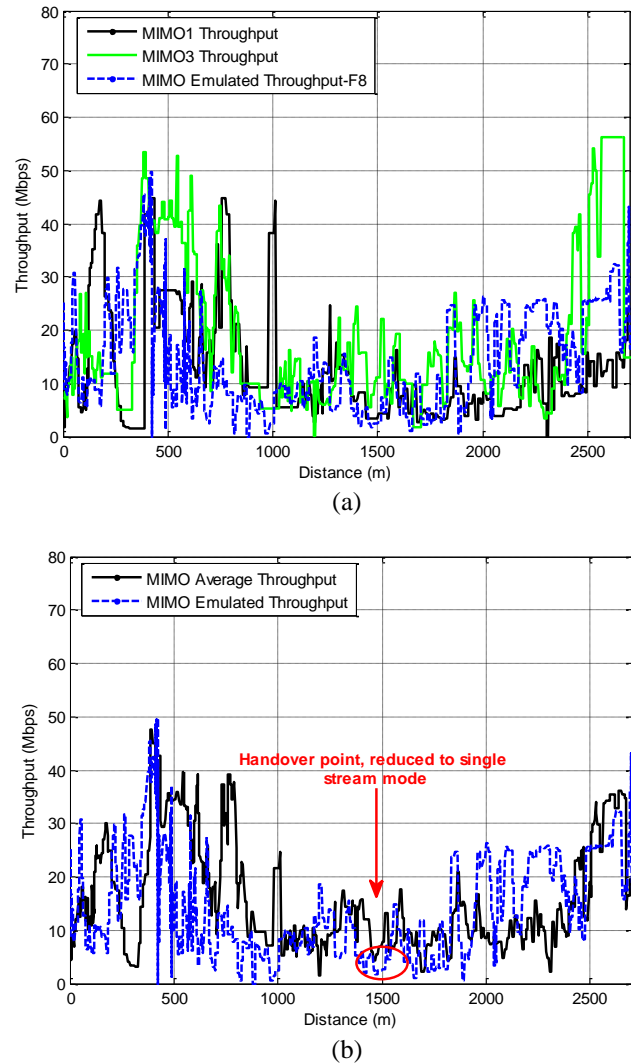 80
70
60
50
40
30
20
10
0
Throughput (Mbps)
MIMO1 Throughput
MIMO3 Throughput
MIMO Emulated Throughput-F8
0 500 1000 1500 2000 2500
Distance (m)
(a)
80
70
60
50
40
30
20
10
0
Throughput (Mbps)
MIMO Average Throughput
MIMO Emulated Throughput
Handover point, reduced to single
stream mode
0 500 1000 1500 2000 2500
Distance (m)
(b)